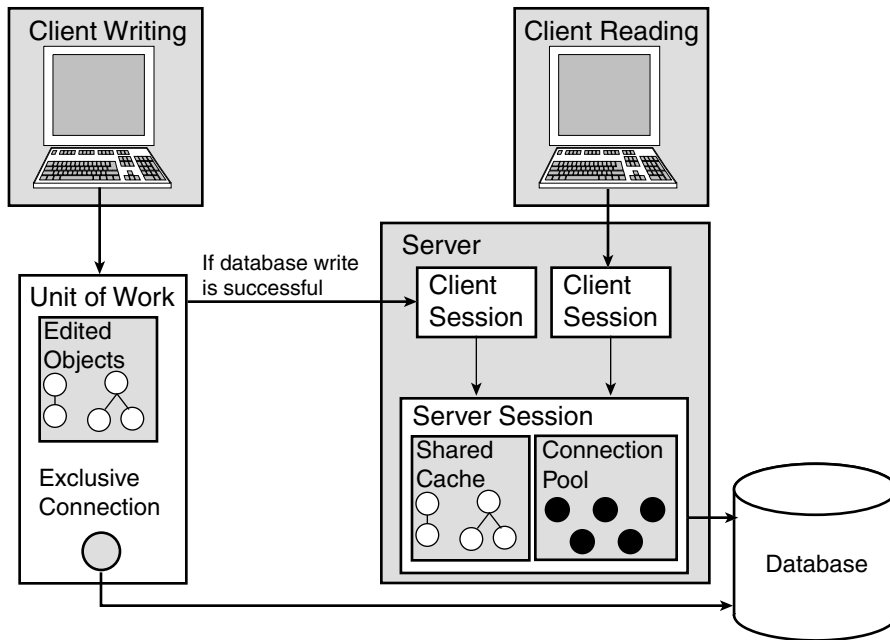 Client Writing
Client Reading
If database write
is successful
Server
Unit of Work
Client
Session
Client
Session
Edited
Objects
Server Session
Shared
Cache
Connection
Pool
Exclusive
Connection
Database